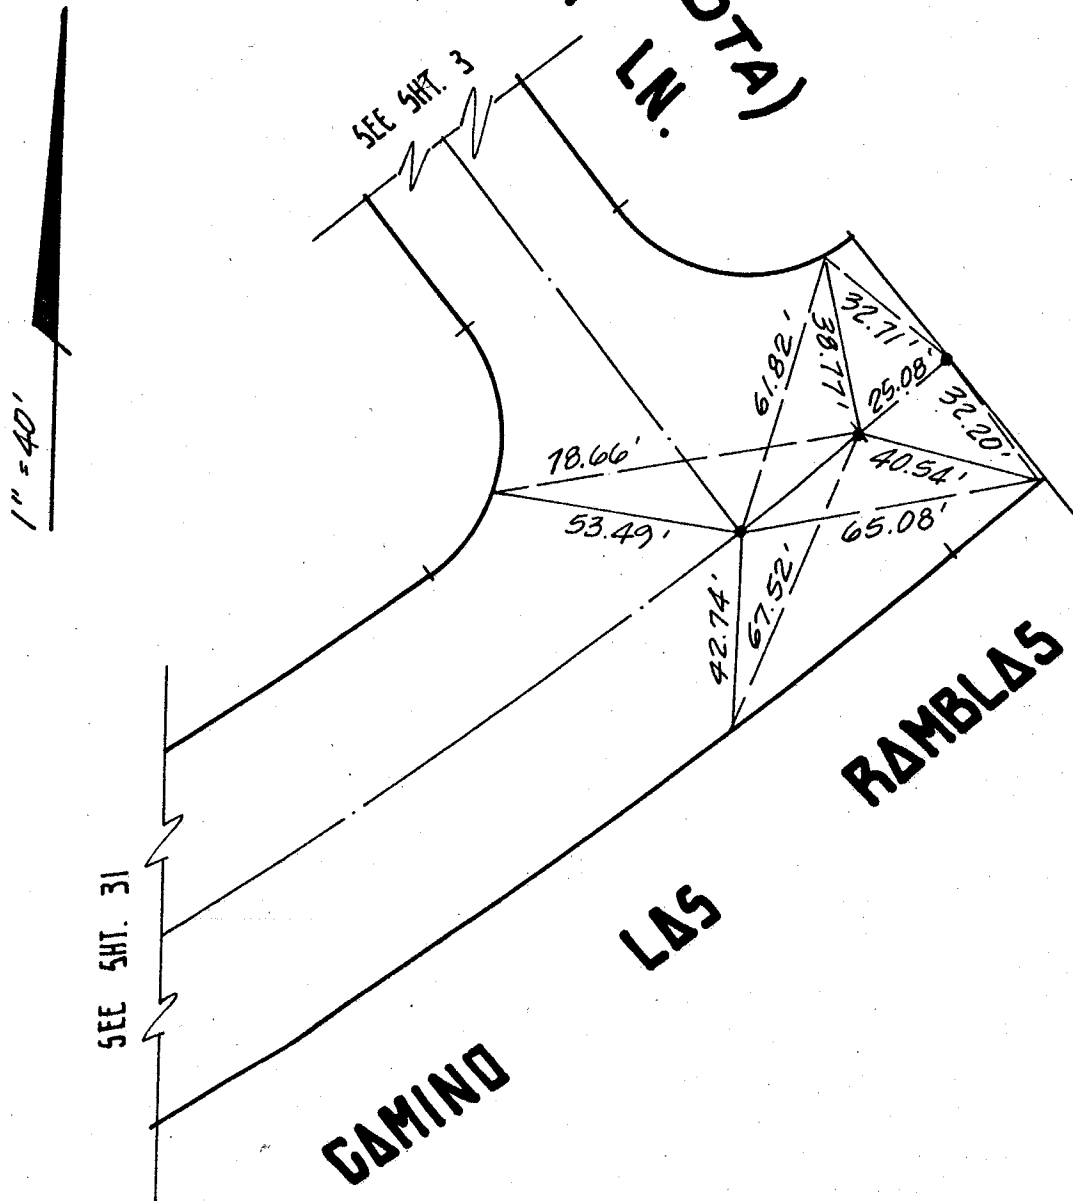 OTA)
LN.
SEE SHT. 3
1" = 40'
32.71'
61.82'
38.77'
25.08'
32.20'
78.66'
40.54'
53.49'
65.08'
42.74'
67.52'
RAMBLAS
LAS
SEE SHT. 31
CAMINO